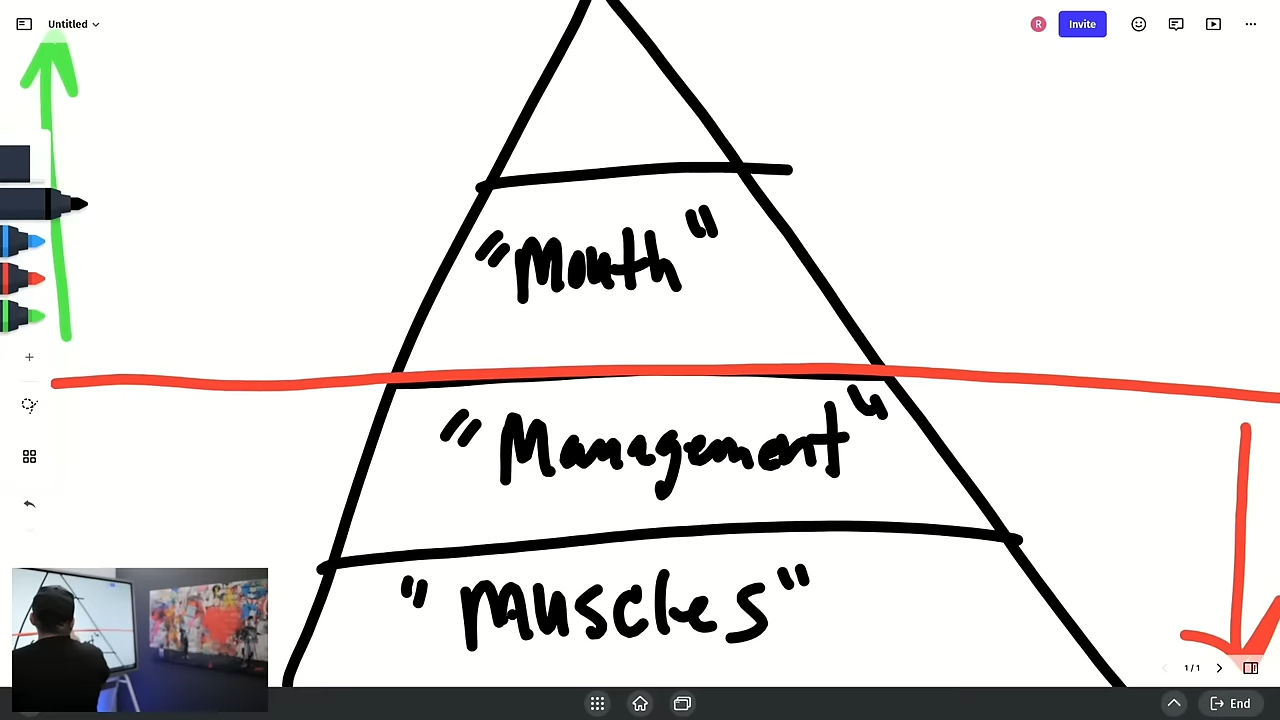 Untitled
R
Invite
"Mouth"
"Management"
"Muscles"
1/1
End